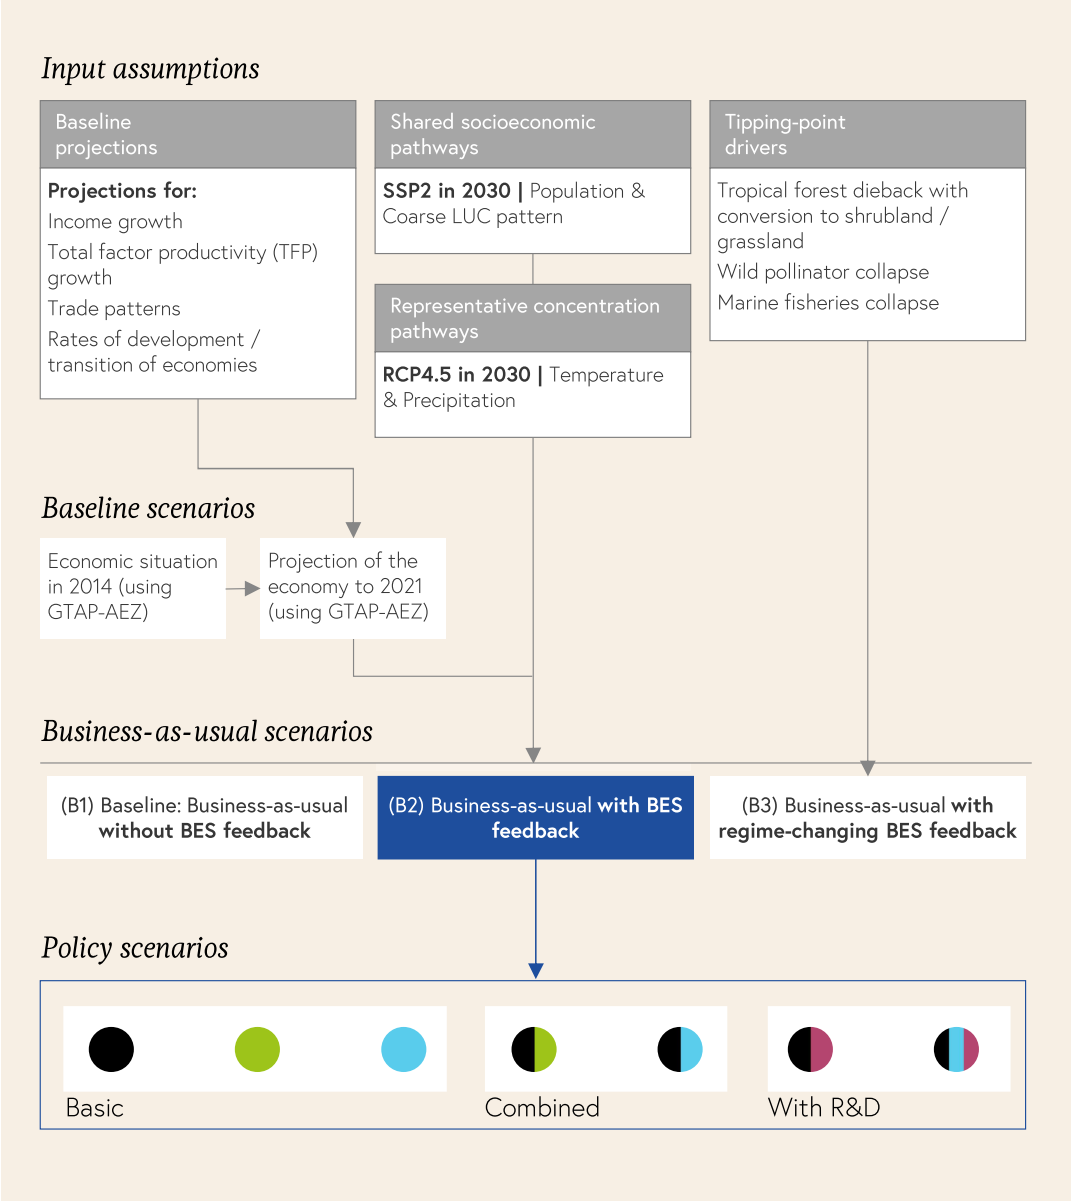 Input assumptions
Baseline
projections
Projections for:
Income growth
Total factor productivity (TFP)
growth
Trade patterns
Rates of development /
transition of economies
Shared socioeconomic
pathways
SSP2 in 2030 | Population &
Coarse LUC pattern
Representative concentration
pathways
RCP4.5 in 2030 | Temperature
& Precipitation
Tipping-point
drivers
Tropical forest dieback with
conversion to shrubland /
grassland
Wild pollinator collapse
Marine fisheries collapse
Baseline scenarios
Economic situation
in 2014 (using
GTAP-AEZ)
Projection of the
economy to 2021
(using GTAP-AEZ)
Business-as-usual scenarios
(B1) Baseline: Business-as-usual
without BES feedback
(B2) Business-as-usual with BES
feedback
(B3) Business-as-usual with
regime-changing BES feedback
Policy scenarios
Basic
Combined
With R&D